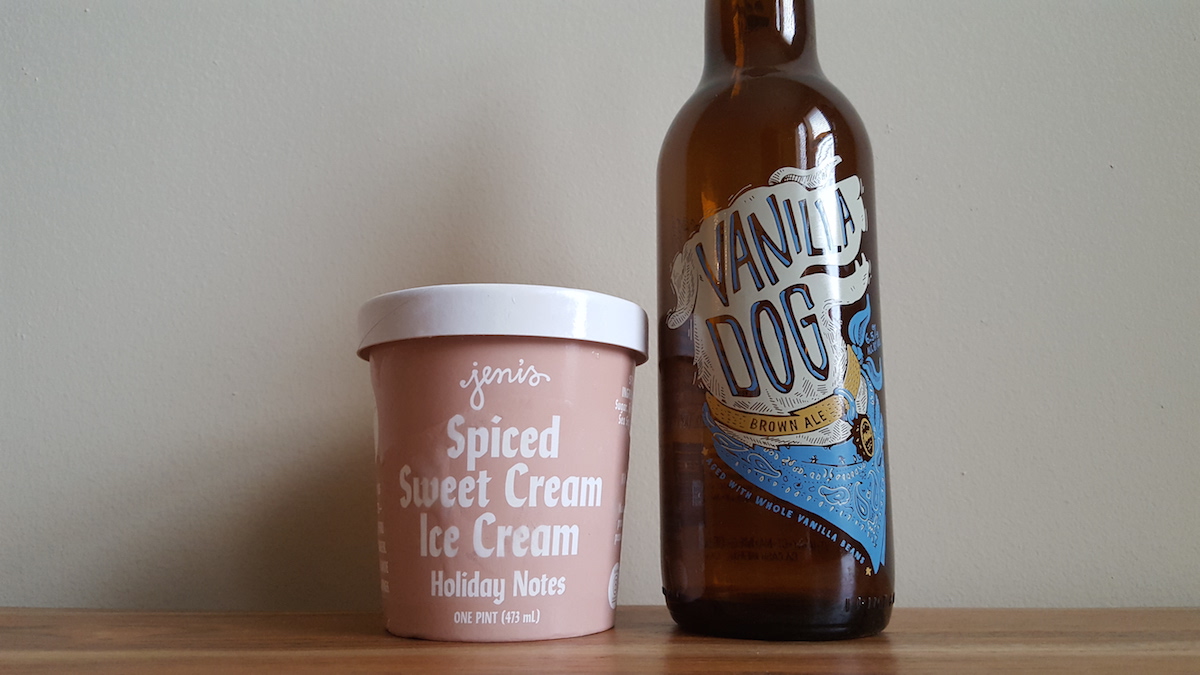 jeni's
Spiced
Sweet Cream
Ice Cream
Holiday Notes
ONE PINT (473 mL)
VANILLA
DOG
BROWN ALE
WITH WHOLE VANILLA BEANS